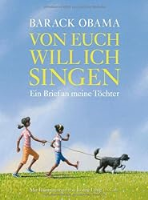 BARACK OBAMA
VON EUCH
WILL ICH
SINGEN
Ein Brief an meine Töchter